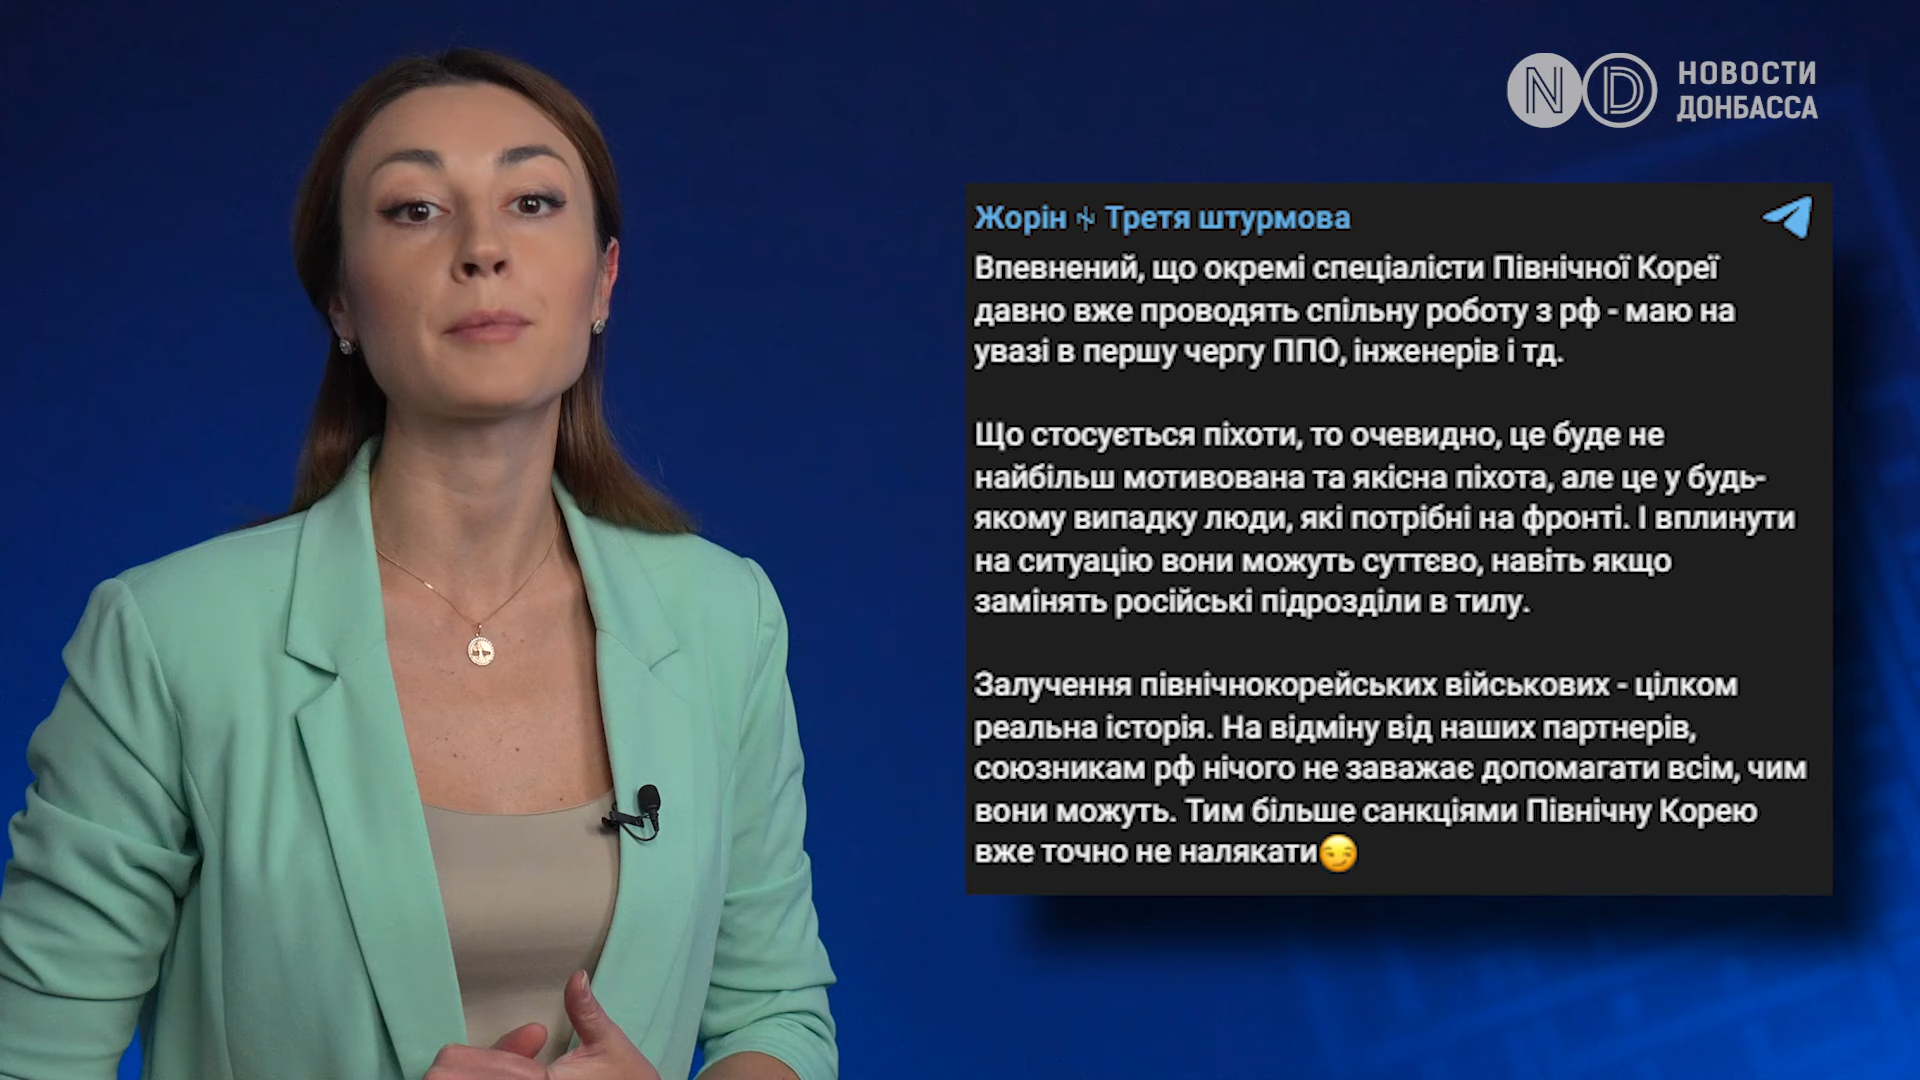 ND НОВОСТИ
ДОНБАССА
Жорін Третя штурмова
Впевнений, що окремі спеціалісти Північної Кореї
давно вже проводять спільну роботу з рф - маю на
увазі в першу чергу ППО, інженерів і тд.
Що стосується піхоти, то очевидно, це буде не
найбільш мотивована та якісна піхота, але це у будь-
якому випадку люди, які потрібні на фронті. І вплинути
на ситуацію вони можуть суттєво, навіть якщо
замінять російські підрозділи в тилу.
Залучення північнокорейських військових - цілком
реальна історія. На відміну від наших партнерів,
союзникам рф нічого не заважає допомагати всім, чим
вони можуть. Тим більше санкціями Північну Корею
вже точно не налякати😏